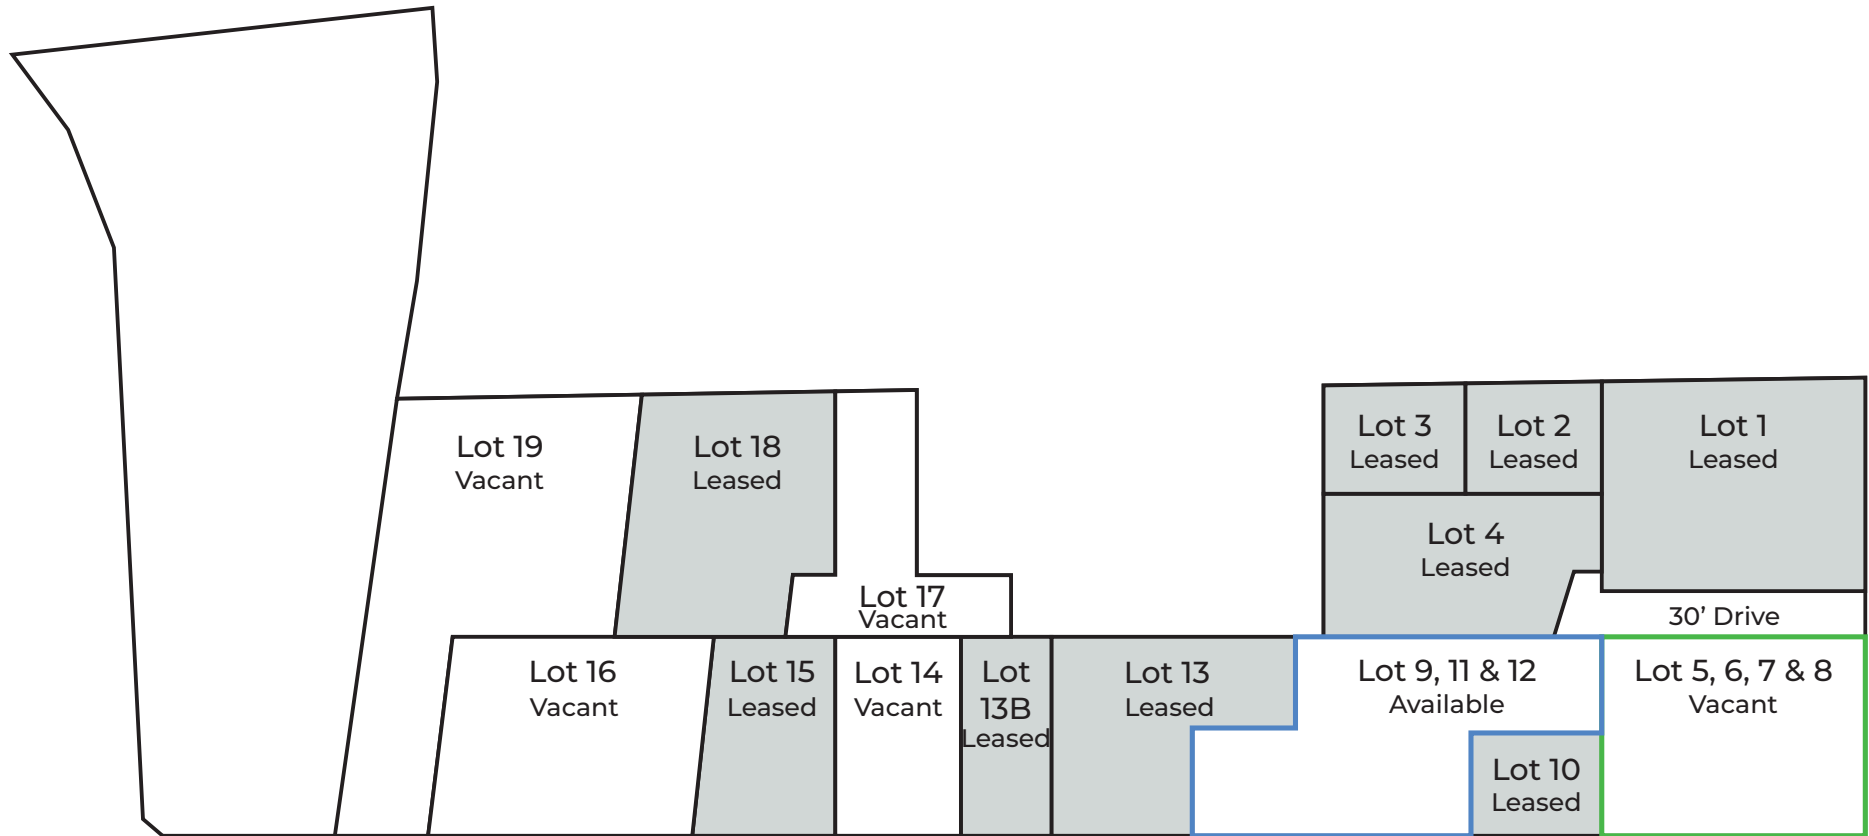 Lot 3
Leased
Lot 2
Leased
Lot 1
Leased
Lot 19
Vacant
Lot 18
Leased
Lot 4
Leased
Lot 17
Vacant
30’ Drive
Lot 16
Vacant
Lot 15
Leased
Lot 14
Vacant
Lot
13B
Leased
Lot 13
Leased
Lot 9, 11 & 12
Available
Lot 5, 6, 7 & 8
Vacant
Lot 10
Leased